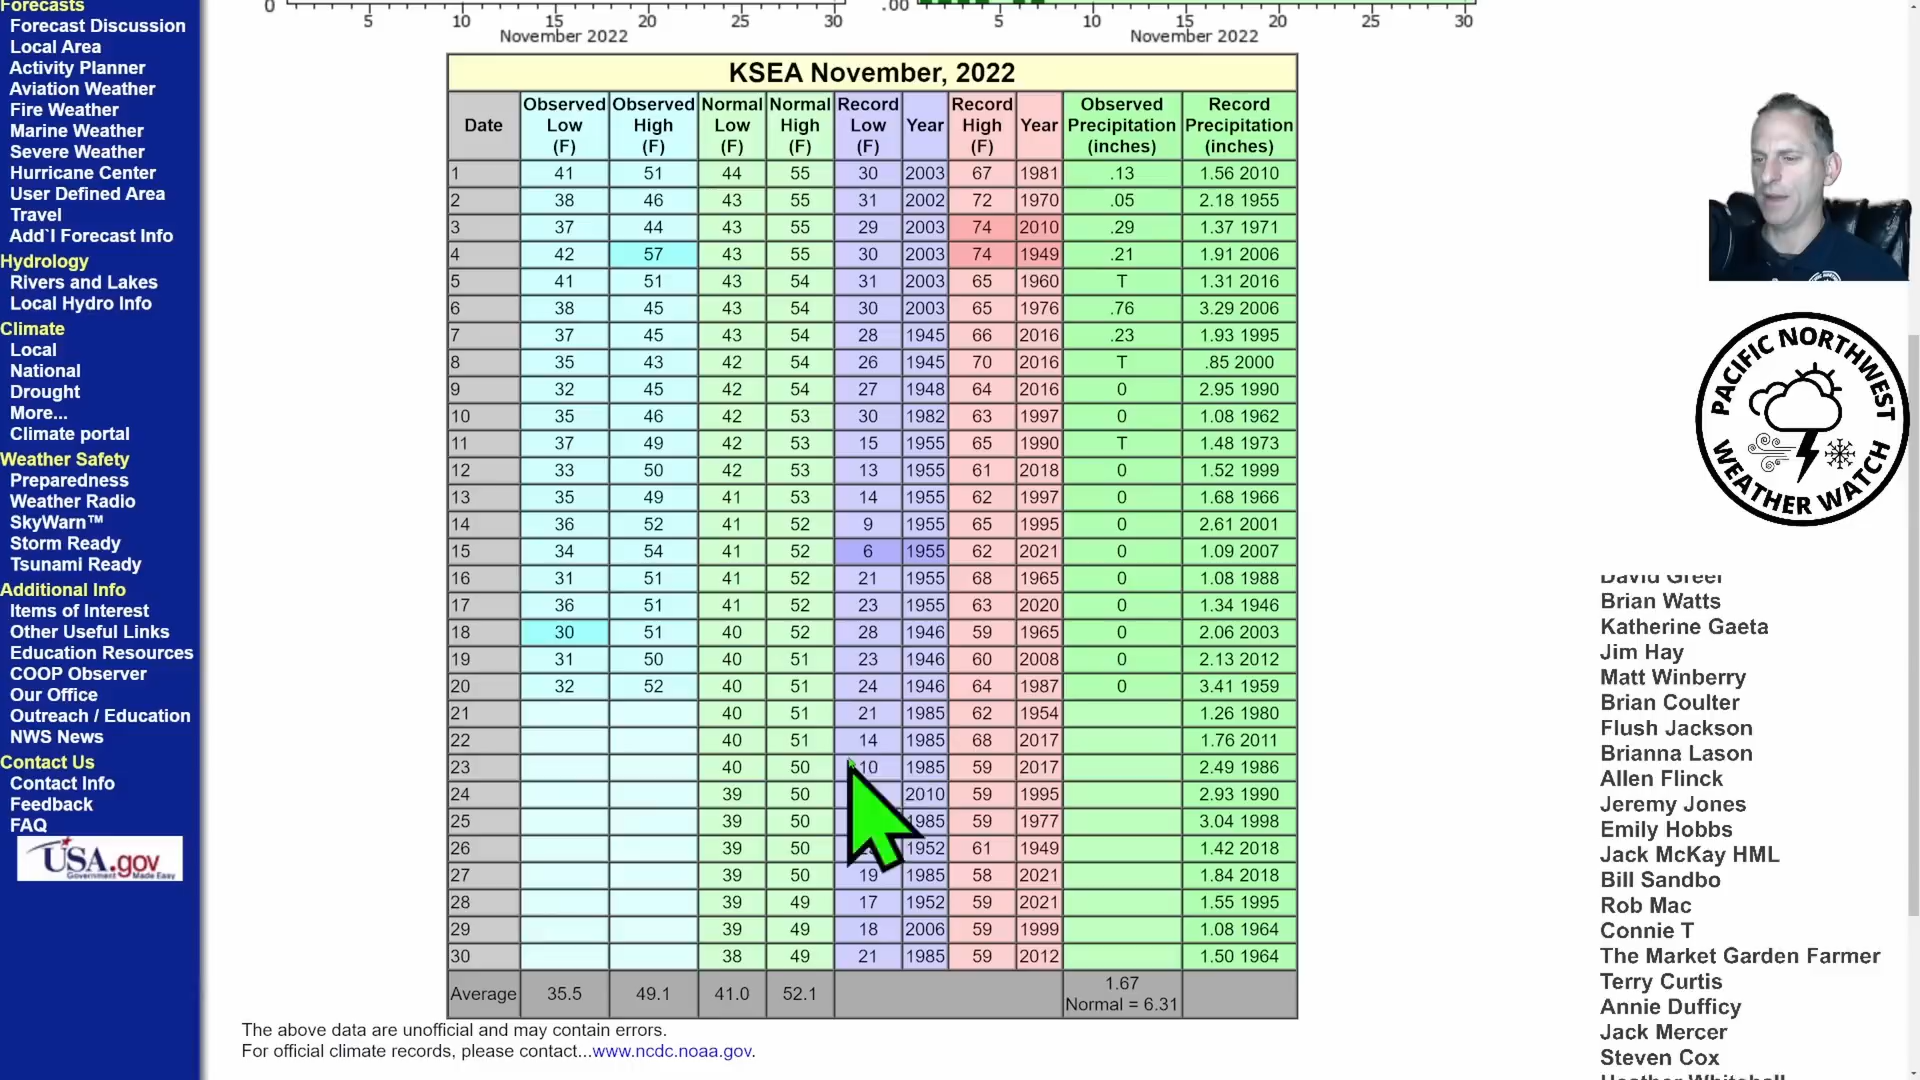 Forecasts
Forecast Discussion
Local Area
Activity Planner
Aviation Weather
Fire Weather
Marine Weather
Severe Weather
Hurricane Center
User Defined Area
Travel
Add`l Forecast Info
Hydrology
Rivers and Lakes
Local Hydro Info
Climate
Local
National
Drought
More...
Climate portal
Weather Safety
Preparedness
Weather Radio
SkyWarn™
Storm Ready
Tsunami Ready
Additional Info
Items of Interest
Other Useful Links
Education Resources
COOP Observer
Our Office
Outreach / Education
NWS News
Contact Us
Contact Info
Feedback
FAQ
USA.gov
Government Made Easy
0 .00
5 10 15 20 25 30 5 10 15 20 25 30
November 2022 November 2022
KSEA November, 2022
Date Observed Low (F) Observed High (F) Normal Low (F) Normal High (F) Record Low (F) Year Record High (F) Year Observed Precipitation (inches) Record Precipitation (inches)
1 41 51 44 55 30 2003 67 1981 .13 1.56 2010
2 38 46 43 55 31 2002 72 1970 .05 2.18 1955
3 37 44 43 55 29 2003 74 2010 .29 1.37 1971
4 42 57 43 55 30 2003 74 1949 .21 1.91 2006
5 41 51 43 54 31 2003 65 1960 T 1.31 2016
6 38 45 43 54 30 2003 65 1976 .76 3.29 2006
7 37 45 43 54 28 1945 66 2016 .23 1.93 1995
8 35 43 42 54 26 1945 70 2016 T .85 2000
9 32 45 42 54 27 1948 64 2016 0 2.95 1990
10 35 46 42 53 30 1982 63 1997 0 1.08 1962
11 37 49 42 53 15 1955 65 1990 T 1.48 1973
12 33 50 42 53 13 1955 61 2018 0 1.52 1999
13 35 49 41 53 14 1955 62 1997 0 1.68 1966
14 36 52 41 52 9 1955 65 1995 0 2.61 2001
15 34 54 41 52 6 1955 62 2021 0 1.09 2007
16 31 51 41 52 21 1955 68 1965 0 1.08 1988
17 36 51 41 52 23 1955 63 2020 0 1.34 1946
18 30 51 40 52 28 1946 59 1965 0 2.06 2003
19 31 50 40 51 23 1946 60 2008 0 2.13 2012
20 32 52 40 51 24 1946 64 1987 0 3.41 1959
21 40 51 21 1985 62 1954 1.26 1980
22 40 51 14 1985 68 2017 1.76 2011
23 40 50 10 1985 59 2017 2.49 1986
24 39 50 2010 59 1995 2.93 1990
25 39 50 1985 59 1977 3.04 1998
26 39 50 1952 61 1949 1.42 2018
27 39 50 19 1985 58 2021 1.84 2018
28 39 49 17 1952 59 2021 1.55 1995
29 39 49 18 2006 59 1999 1.08 1964
30 38 49 21 1985 59 2012 1.50 1964
Average 35.5 49.1 41.0 52.1 1.67 Normal = 6.31
The above data are unofficial and may contain errors.
For official climate records, please contact...www.ncdc.noaa.gov.
PACIFIC NORTHWEST
WEATHER WATCH
David Greer
Brian Watts
Katherine Gaeta
Jim Hay
Matt Winberry
Brian Coulter
Flush Jackson
Brianna Lason
Allen Flinck
Jeremy Jones
Emily Hobbs
Jack McKay HML
Bill Sandbo
Rob Mac
Connie T
The Market Garden Farmer
Terry Curtis
Annie Dufficy
Jack Mercer
Steven Cox